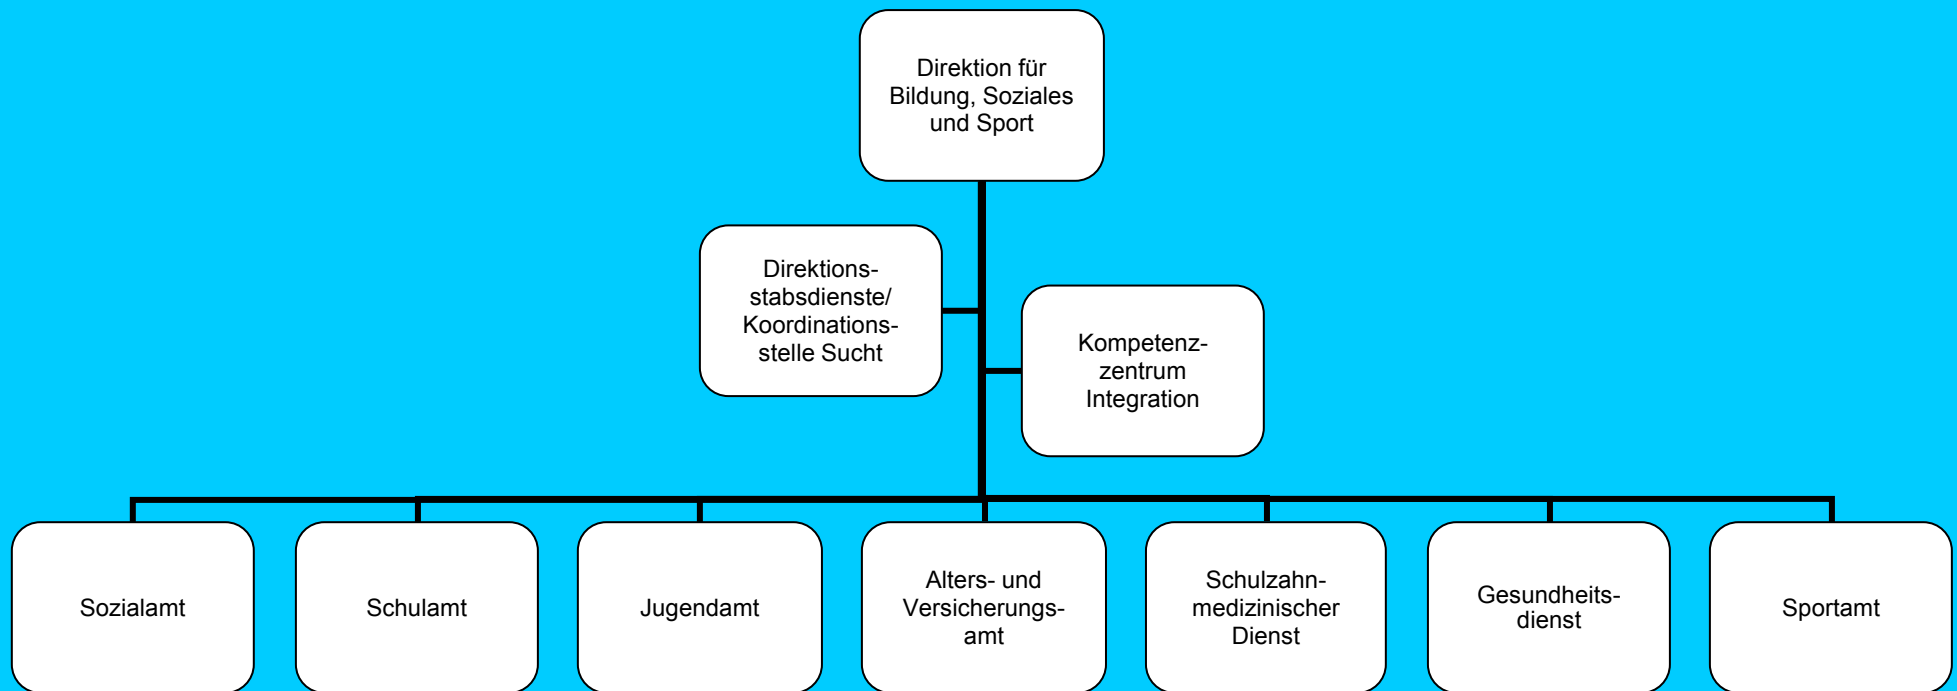 Direktion für
Bildung, Soziales
und Sport
Direktions-
stabsdienste/
Koordinations-
stelle Sucht
Kompetenz-
zentrum
Integration
Sozialamt
Schulamt
Jugendamt
Alters- und
Versicherungs-
amt
Schulzahn-
medizinischer
Dienst
Gesundheits-
dienst
Sportamt